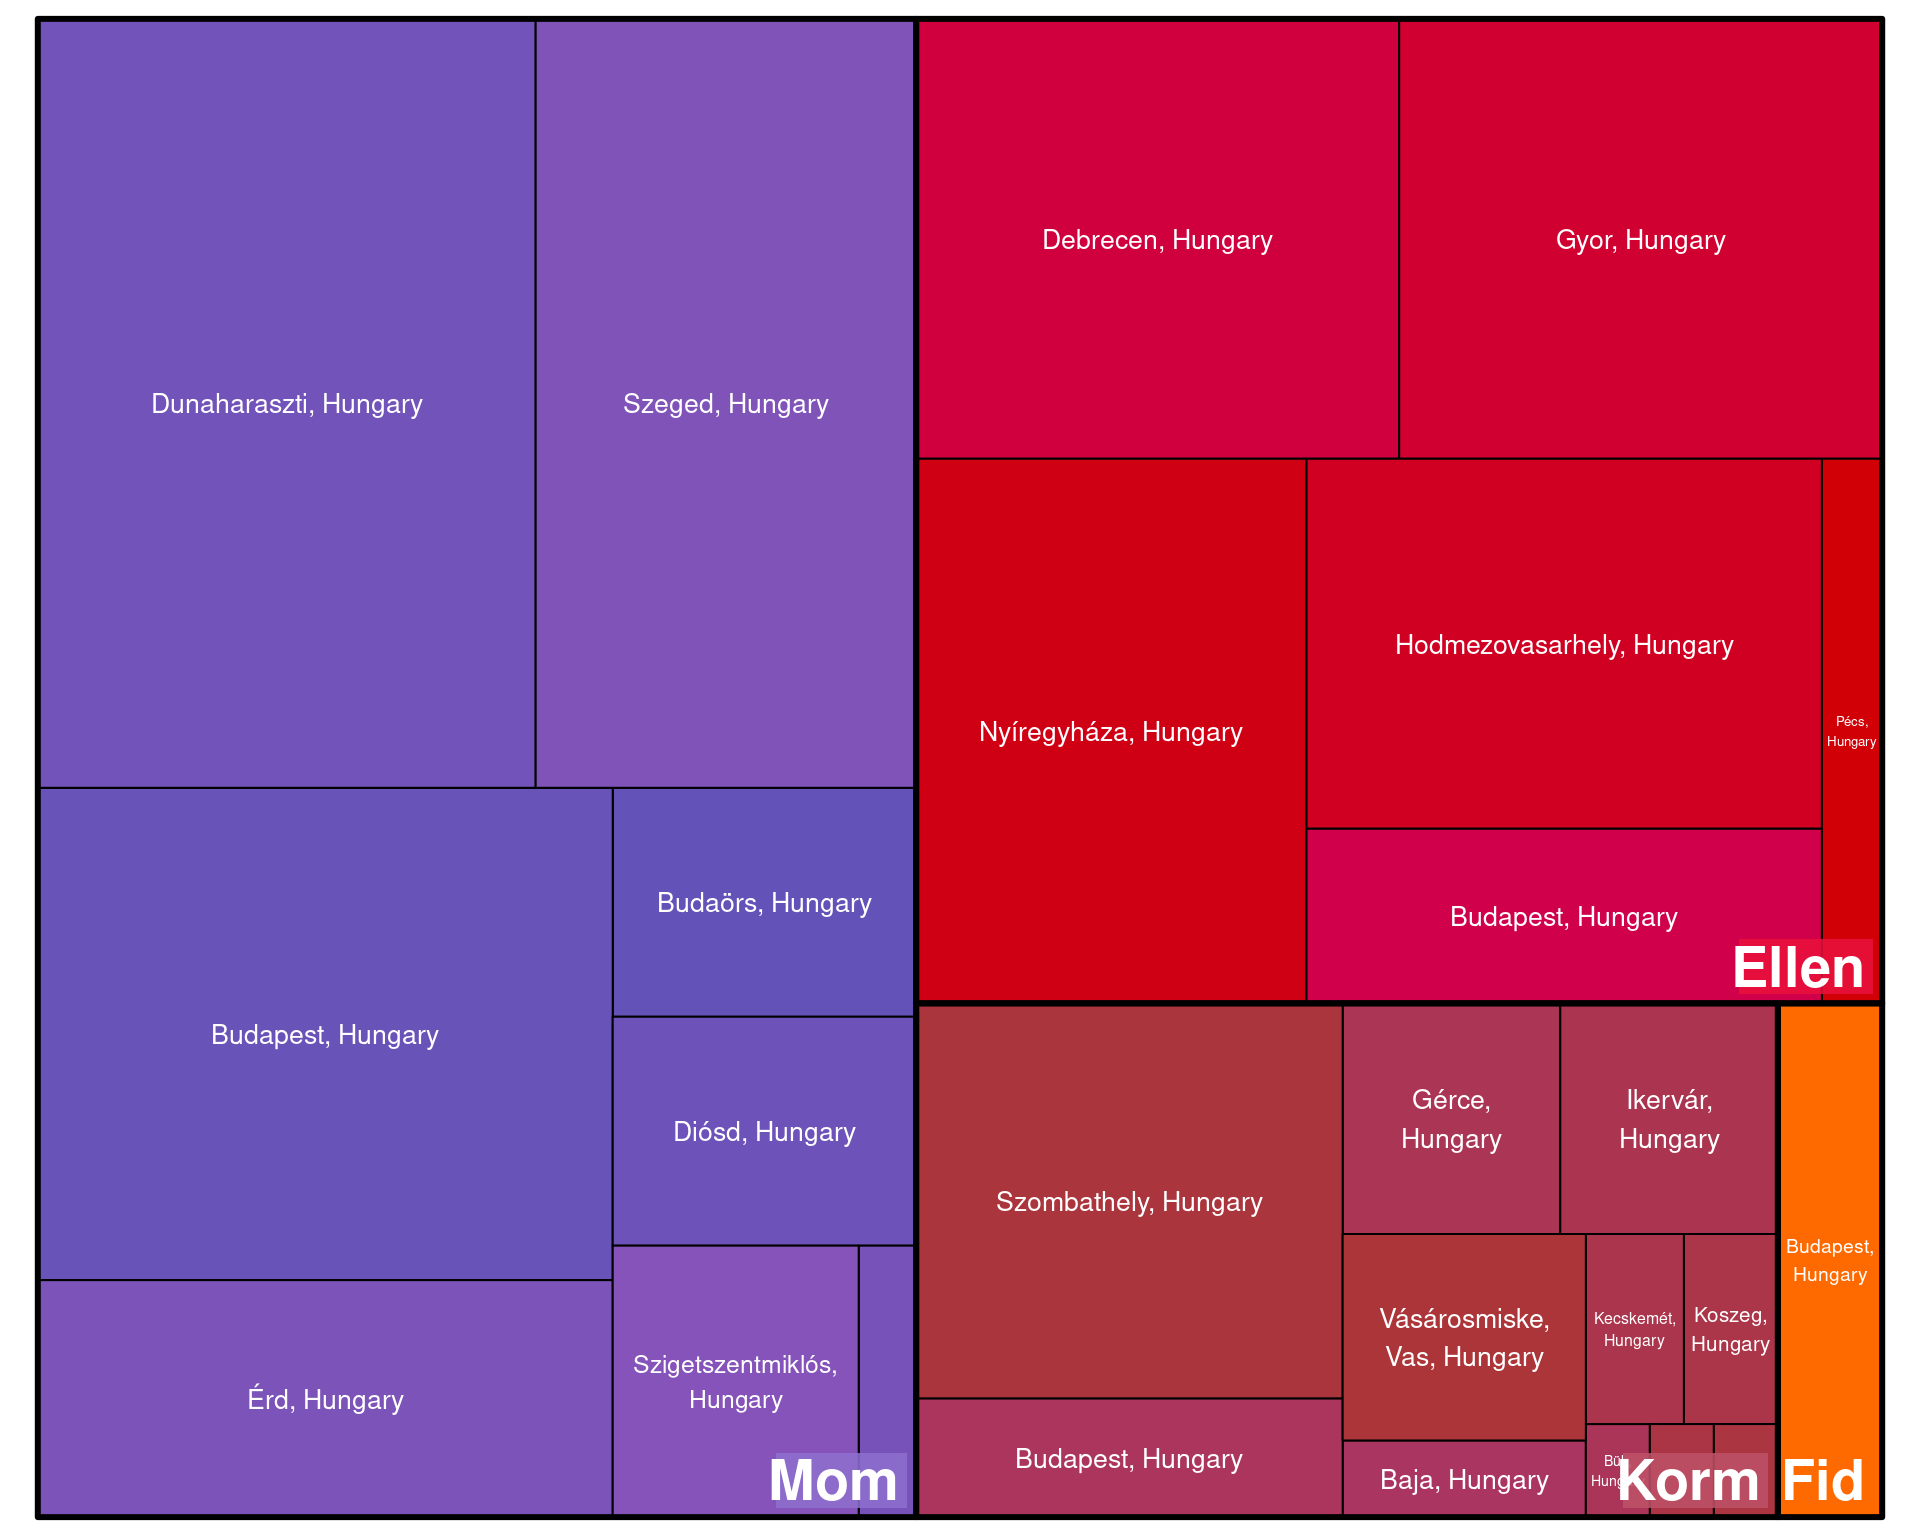 Dunaharaszti, Hungary
Szeged, Hungary
Budapest, Hungary
Budaörs, Hungary
Diósd, Hungary
Érd, Hungary
Szigetszentmiklós,
Hungary
Mom
Debrecen, Hungary
Gyor, Hungary
Nyíregyháza, Hungary
Hodmezovasarhely, Hungary
Pécs,
Hungary
Budapest, Hungary
Ellen
Szombathely, Hungary
Gérce,
Hungary
Ikervár,
Hungary
Vásárosmiske,
Vas, Hungary
Kecskemét,
Hungary
Koszeg,
Hungary
Budapest, Hungary
Baja, Hungary
Korm
Budapest,
Hungary
Fid